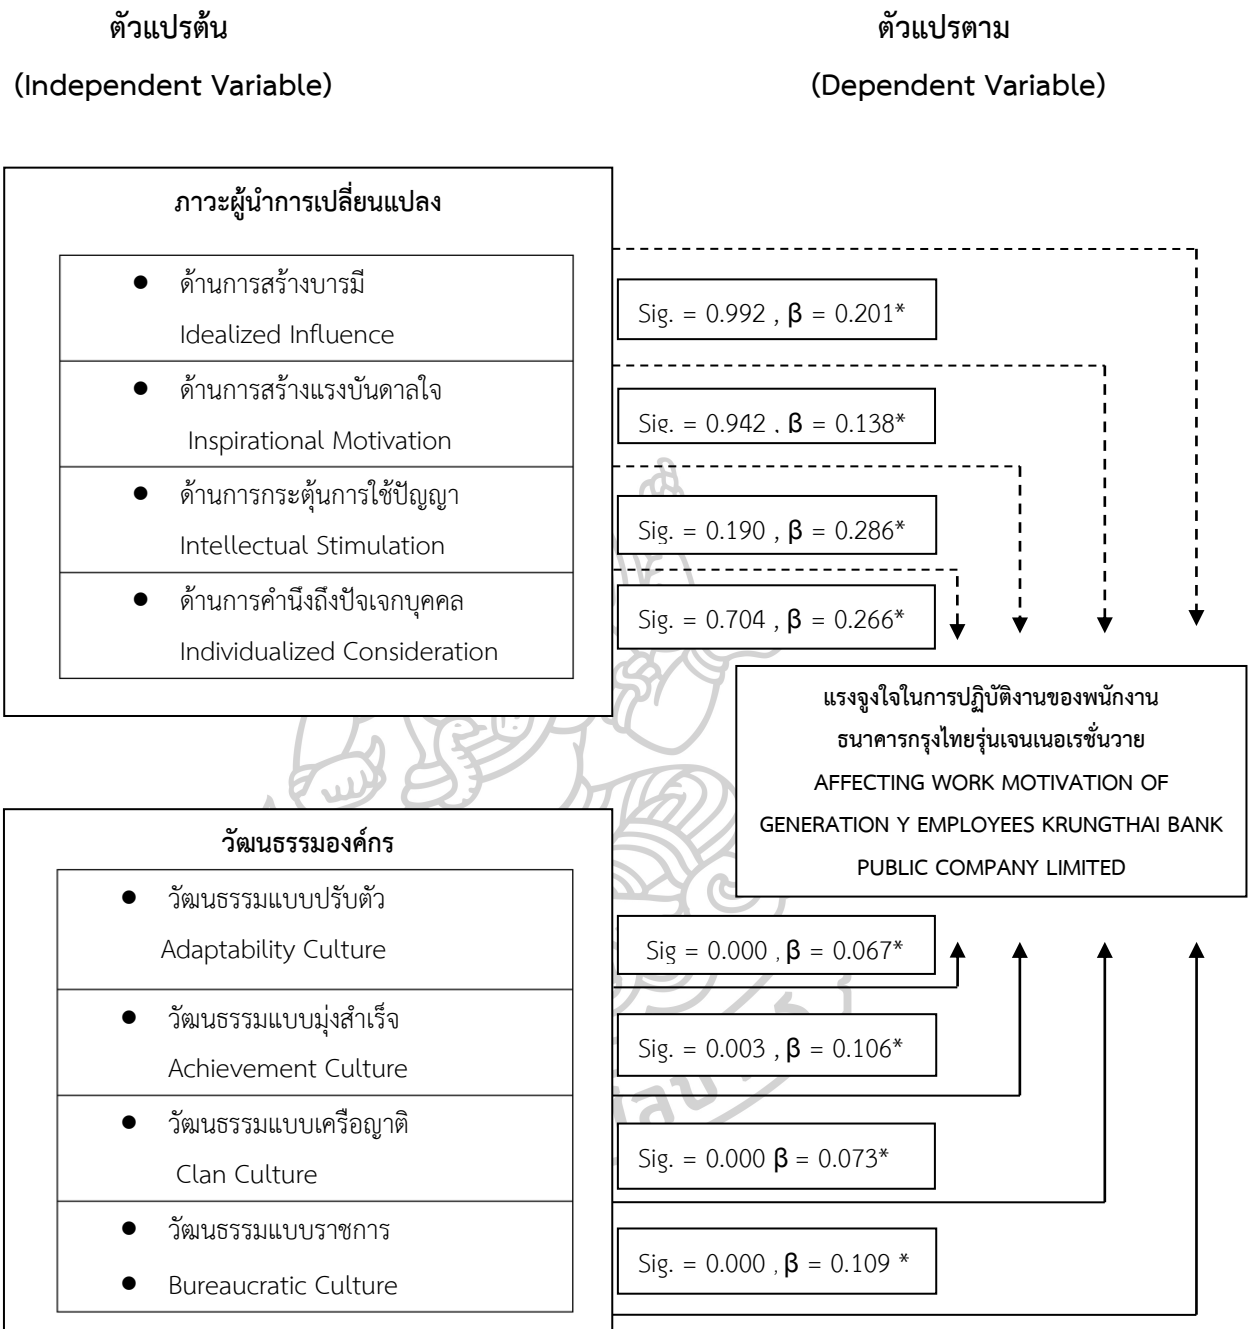 ตัวแปรต้น
(Independent Variable)
ตัวแปรตาม
(Dependent Variable)
ภาวะผู้นำการเปลี่ยนแปลง
● ด้านการสร้างบารมี
Idealized Influence
● ด้านการสร้างแรงบันดาลใจ
Inspirational Motivation
● ด้านการกระตุ้นการใช้ปัญญา
Intellectual Stimulation
● ด้านการคำนึงถึงปัจเจกบุคคล
Individualized Consideration
Sig. = 0.992 , β = 0.201*
Sig. = 0.942 , β = 0.138*
Sig. = 0.190 , β = 0.286*
Sig. = 0.704 , β = 0.266*
แรงจูงใจในการปฏิบัติงานของพนักงาน
ธนาคารกรุงไทยรุ่นเจนเนอเรชั่นวาย
AFFECTING WORK MOTIVATION OF
GENERATION Y EMPLOYEES KRUNGTHAI BANK
PUBLIC COMPANY LIMITED
วัฒนธรรมองค์กร
● วัฒนธรรมแบบปรับตัว
Adaptability Culture
● วัฒนธรรมแบบมุ่งสำเร็จ
Achievement Culture
● วัฒนธรรมแบบเครือญาติ
Clan Culture
● วัฒนธรรมแบบราชการ
● Bureaucratic Culture
Sig = 0.000 , β = 0.067*
Sig. = 0.003 , β = 0.106*
Sig. = 0.000 β = 0.073*
Sig. = 0.000 , β = 0.109 *